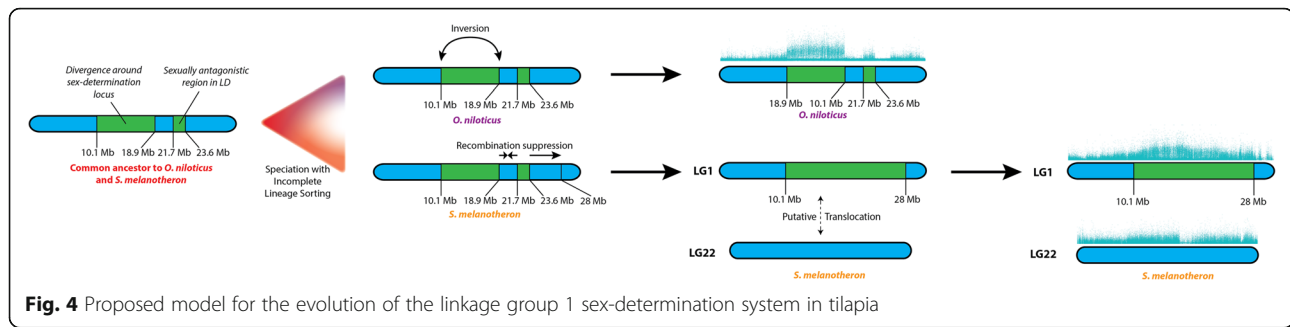 Divergence around
sex-determination
locus
Sexually antagonistic
region in LD
10.1 Mb
18.9 Mb
21.7 Mb
23.6 Mb
Common ancestor to O. niloticus
and S. melanotheron
Speciation with
Incomplete
Lineage Sorting
Inversion
10.1 Mb
18.9 Mb
21.7 Mb
23.6 Mb
O. niloticus
18.9 Mb
10.1 Mb
21.7 Mb
23.6 Mb
O. niloticus
Recombination suppression
10.1 Mb
18.9 Mb
21.7 Mb
23.6 Mb
28 Mb
S. melanotheron
LG1
10.1 Mb
28 Mb
Putative
Translocation
LG22
S. melanotheron
LG1
10.1 Mb
28 Mb
LG22
S. melanotheron
Fig. 4 Proposed model for the evolution of the linkage group 1 sex-determination system in tilapia